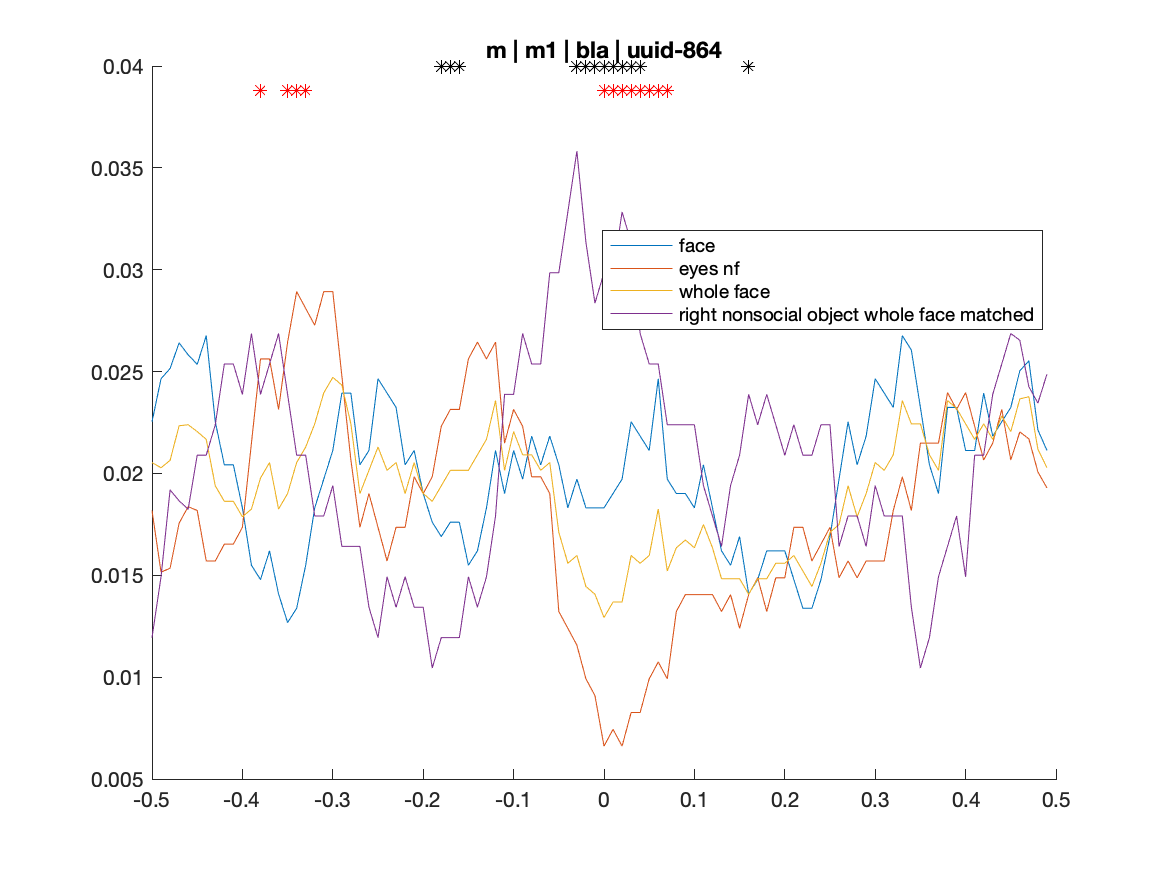 m | m1 | bla | uuid-864
0.04
0.035
0.03
0.025
0.02
0.015
0.01
0.005
face
eyes nf
whole face
right nonsocial object whole face matched
-0.5 -0.4 -0.3 -0.2 -0.1 0 0.1 0.2 0.3 0.4 0.5